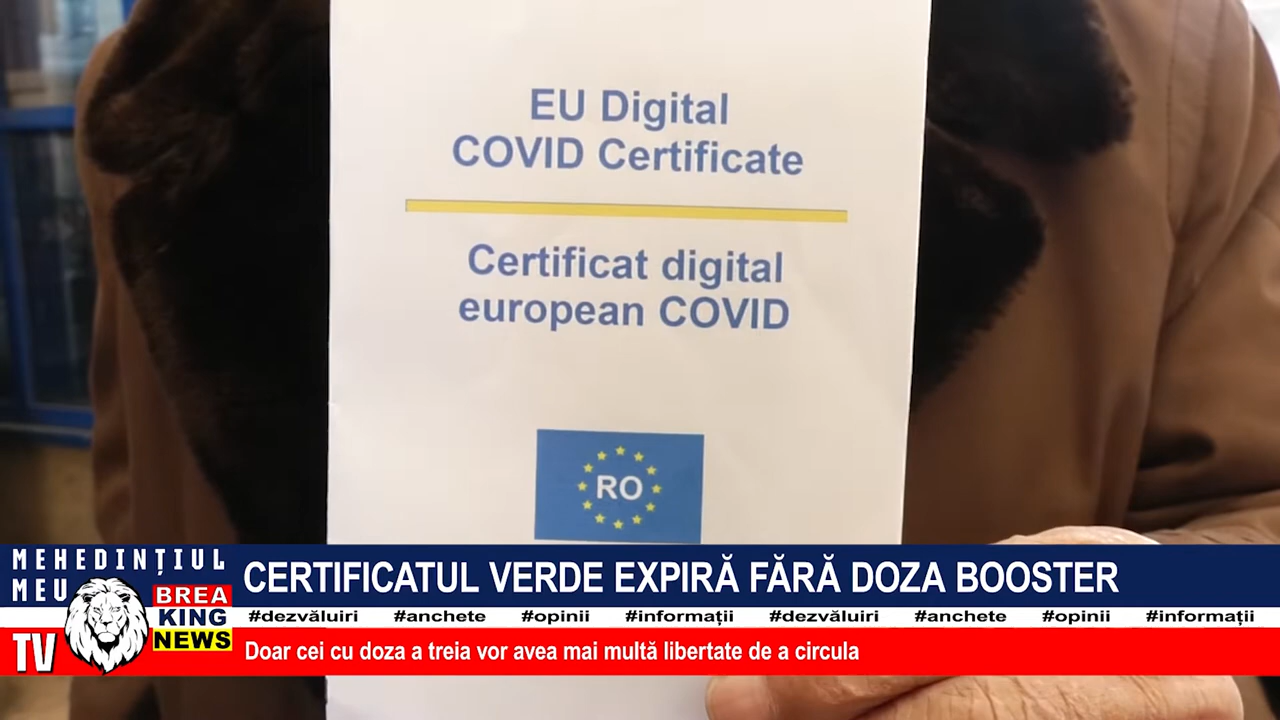 EU Digital
COVID Certificate
Certificat digital
european COVID
RO
MEHEDINȚIUL
MEU
TV
BREA
KING
NEWS
CERTIFICATUL VERDE EXPIRĂ FĂRĂ DOZA BOOSTER
#dezvăluiri #anchete #opinii #informații #dezvăluiri #anchete #opinii #informații
Doar cei cu doza a treia vor avea mai multă libertate de a circula